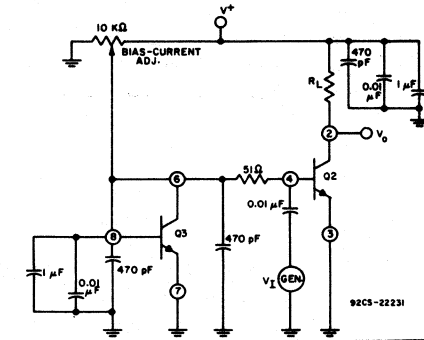 V+
10 KΩ
BIAS-CURRENT
ADJ.
470
pF
0.01
μF
1 μF
RL
2
Vo
6
51Ω
4
Q2
0.01 μF
8
Q3
3
1 μF
0.01
μF
470 pF
470 pF
7
VI
GEN.
92CS-22231